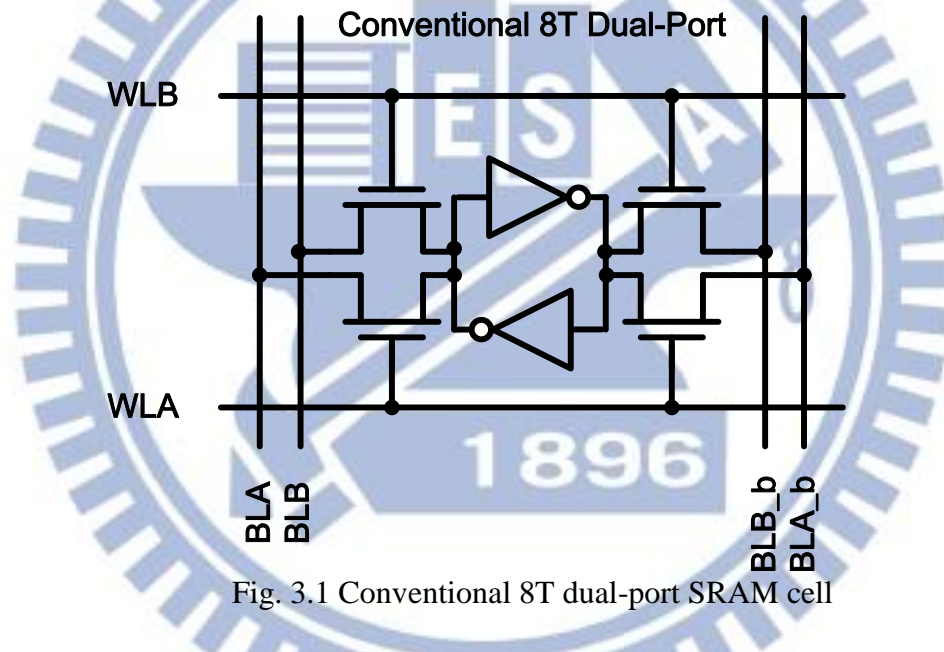 Conventional 8T Dual-Port
WLB
ESA
WLA
1896
BLA
BLB
BLB_b
BLA_b
Fig. 3.1 Conventional 8T dual-port SRAM cell